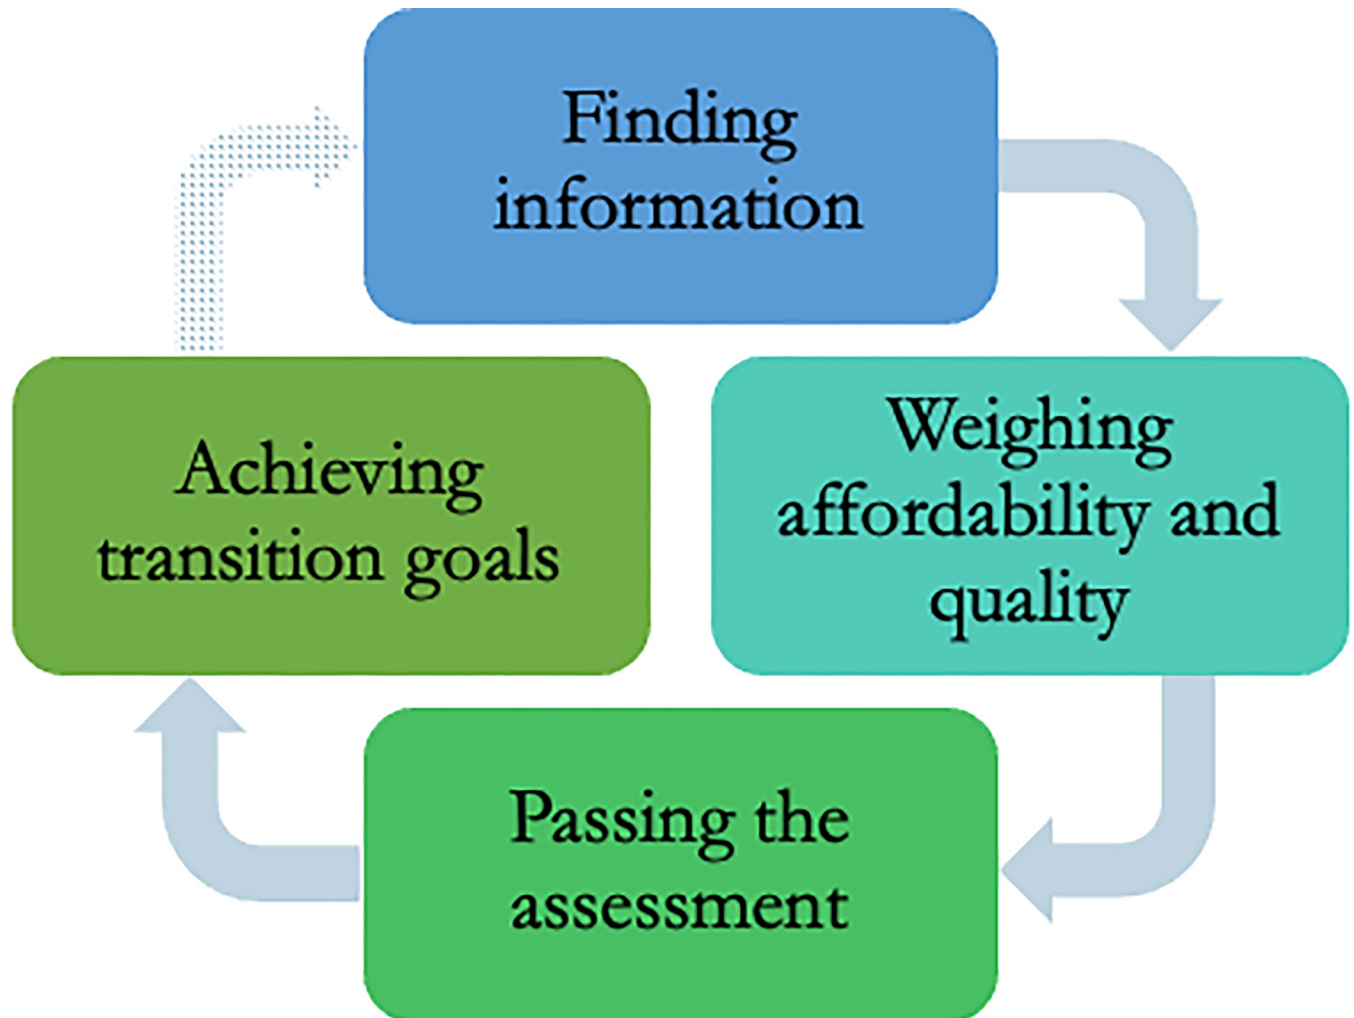 Finding
information
Weighing
affordability and
quality
Passing the
assessment
Achieving
transition goals